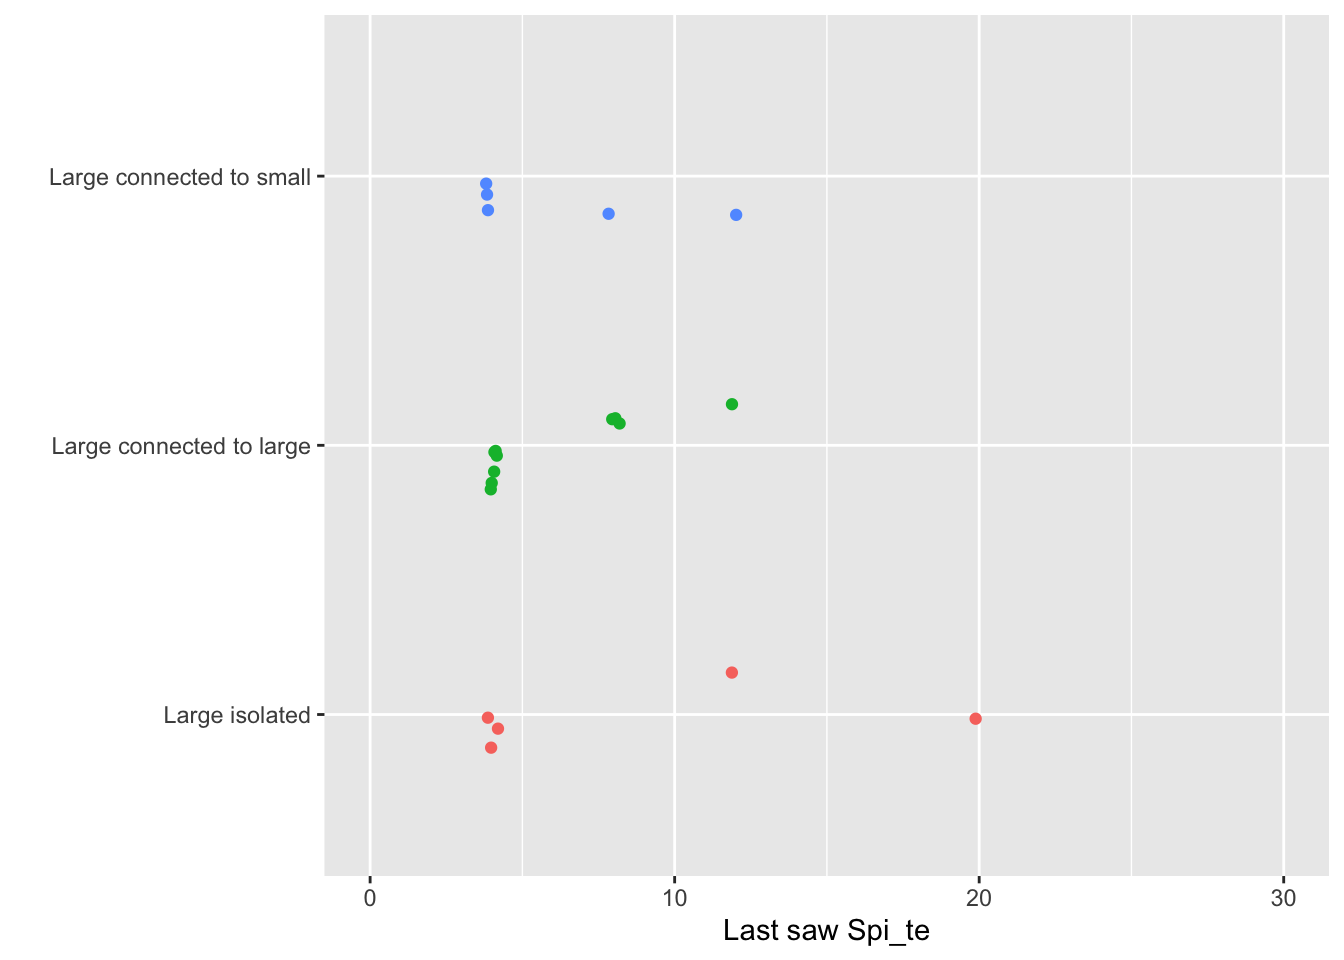 Large connected to small
Large connected to large
Large isolated
0 10 20 30
Last saw Spi_te